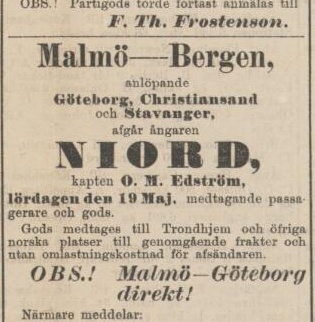 OBS.! Partigods torde fortast anmälas till
F. Th. Frostenson.
Malmö—Bergen,
anlöpande
Göteborg, Christiansand
och Stavanger,
afgår ångaren
NIORD,
kapten O. M. Edström,
lördagen den 19 Maj, medtagande passa-
gerare och gods.
Gods medtages till Trondhjem och öfriga
norska platser till genomgående frakter och
utan omlastningskostnad för afsändaren.
OBS.! Malmö—Göteborg
direkt!
Närmare meddelar: